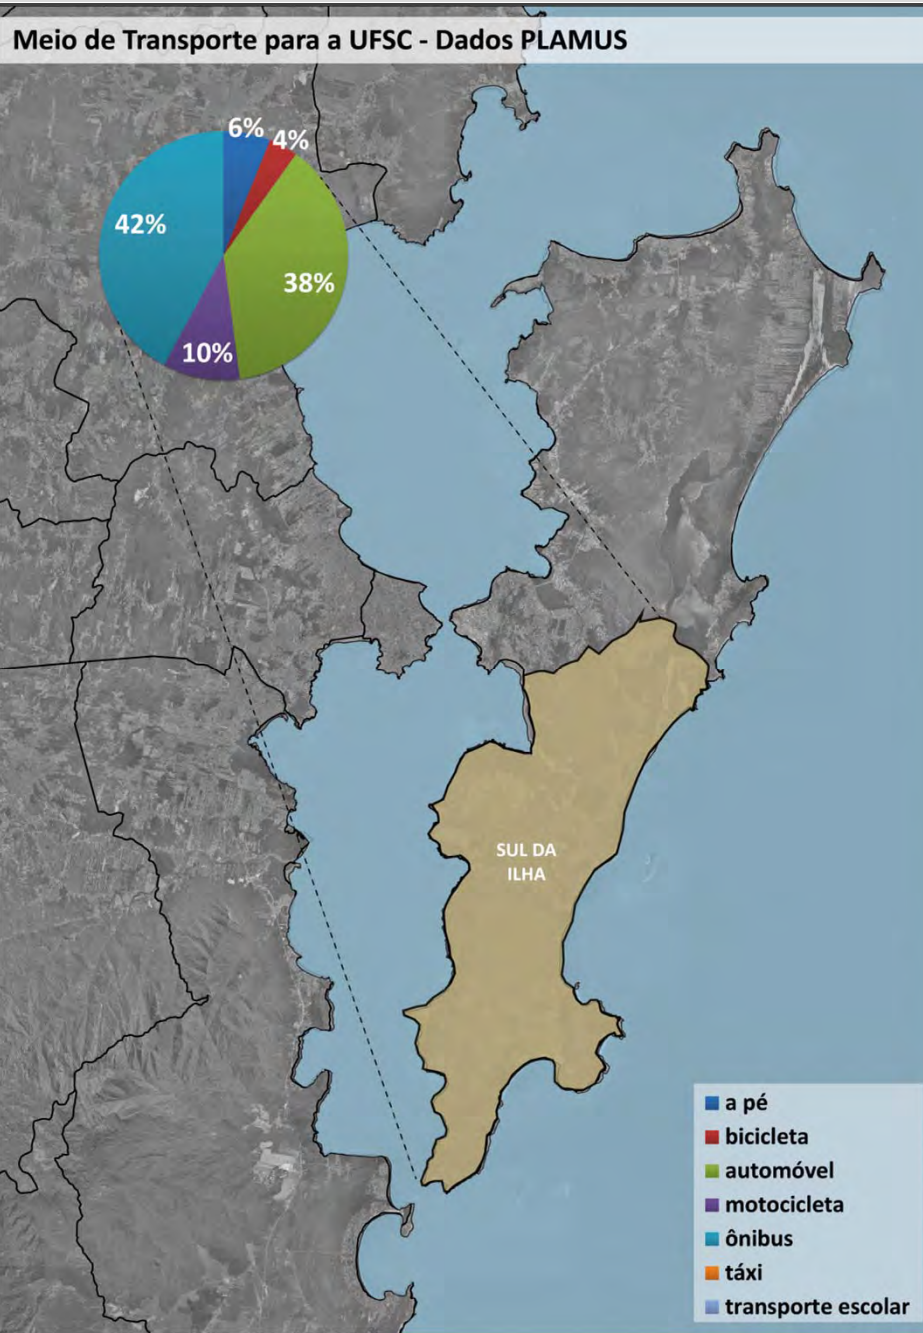 Meio de Transporte para a UFSC - Dados PLAMUS
6%
4%
42%
38%
10%
SUL DA
ILHA
a pé
bicicleta
automóvel
motocicleta
ônibus
táxi
transporte escolar